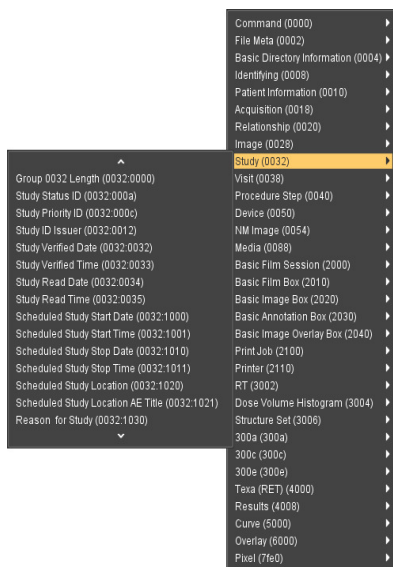 Command (0000)
File Meta (0002)
Basic Directory Information (0004)
Identifying (0008)
Patient Information (0010)
Acquisition (0018)
Relationship (0020)
Image (0028)
Study (0032)
Visit (0038)
Procedure Step (0040)
Device (0050)
NM Image (0054)
Media (0088)
Basic Film Session (2000)
Basic Film Box (2010)
Basic Image Box (2020)
Basic Annotation Box (2030)
Basic Image Overlay Box (2040)
Print Job (2100)
Printer (2110)
RT (3002)
Dose Volume Histogram (3004)
Structure Set (3006)
300a (300a)
300c (300c)
300e (300e)
Texa (RET) (4000)
Results (4008)
Curve (5000)
Overlay (6000)
Pixel (7fe0)
Group 0032 Length (0032:0000)
Study Status ID (0032:000a)
Study Priority ID (0032:000c)
Study ID Issuer (0032:0012)
Study Verified Date (0032:0032)
Study Verified Time (0032:0033)
Study Read Date (0032:0034)
Study Read Time (0032:0035)
Scheduled Study Start Date (0032:1000)
Scheduled Study Start Time (0032:1001)
Scheduled Study Stop Date (0032:1010)
Scheduled Study Stop Time (0032:1011)
Scheduled Study Location (0032:1020)
Scheduled Study Location AE Title (0032:1021)
Reason for Study (0032:1030)